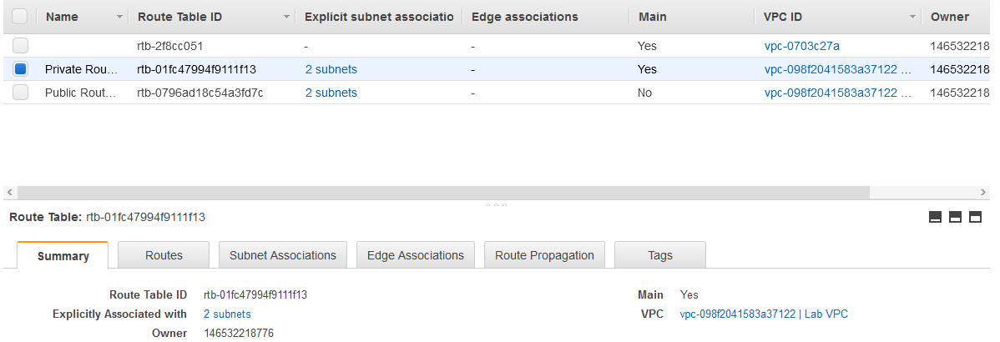 Name Route Table ID Explicit subnet associatio Edge associations Main VPC ID Owner
rtb-2f8cc051 - - Yes vpc-0703c27a 146532218
Private Rou… rtb-01fc47994f9111f13 2 subnets - Yes vpc-098f2041583a37122 … 146532218
Public Rout… rtb-0796ad18c54a3fd7c 2 subnets - No vpc-098f2041583a37122 … 146532218
Route Table: rtb-01fc47994f9111f13
Summary Routes Subnet Associations Edge Associations Route Propagation Tags
Route Table ID rtb-01fc47994f9111f13 Main Yes
Explicitly Associated with 2 subnets VPC vpc-098f2041583a37122 | Lab VPC
Owner 146532218776